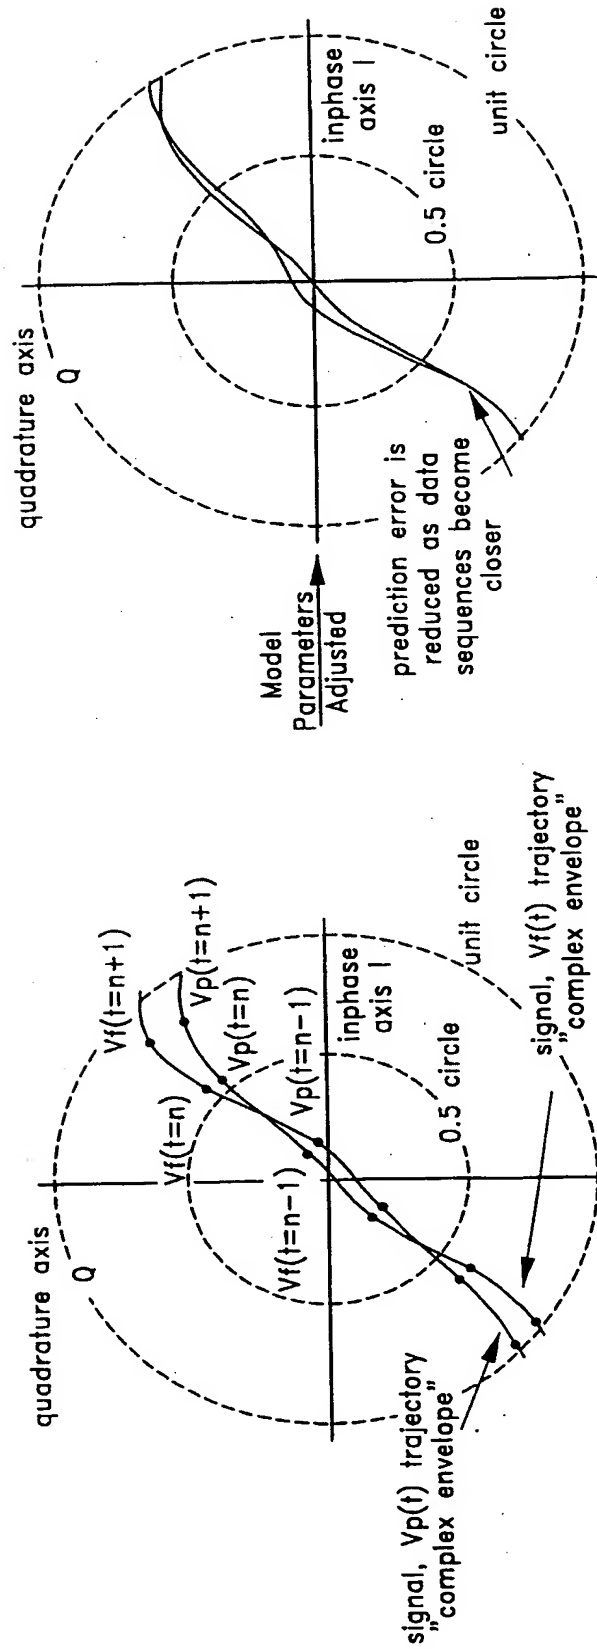 quadrature axis
Q
Vf(t=n+1)
Vp(t=n+1)
Vf(t=n)
Vp(t=n)
Vf(t=n-1)
Vp(t=n-1)
inphase
axis I
0.5 circle
unit circle
signal, Vp(t) trajectory
„complex envelope”
signal, Vf(t) trajectory
„complex envelope”
Model
Parameters
Adjusted
quadrature axis
Q
inphase
axis I
0.5 circle
unit circle
prediction error is
reduced as data
sequences become
closer